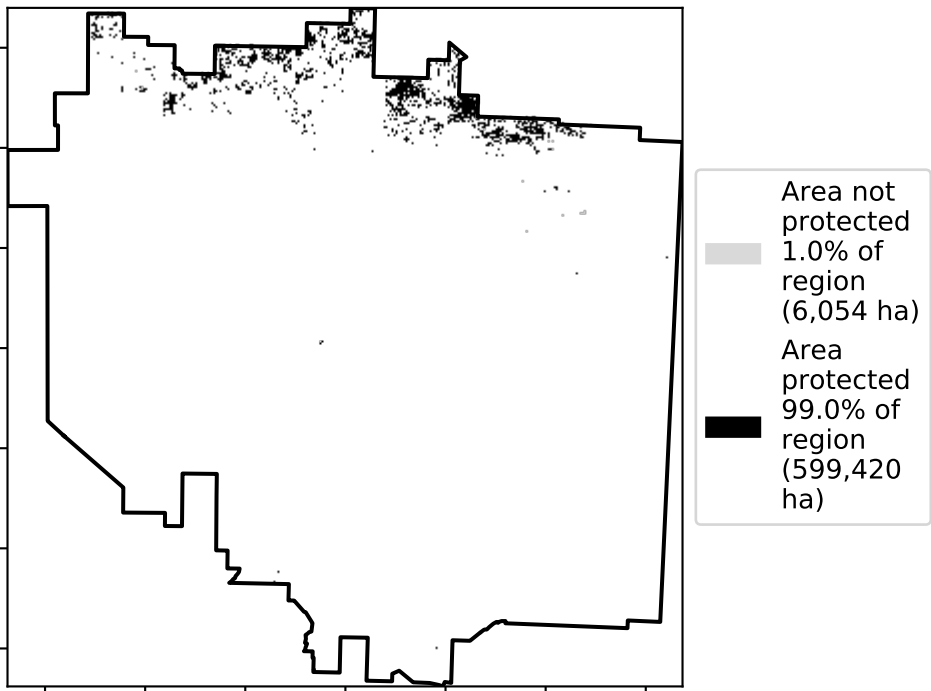 Area not
protected
1.0% of
region
(6,054 ha)
Area
protected
99.0% of
region
(599,420
ha)